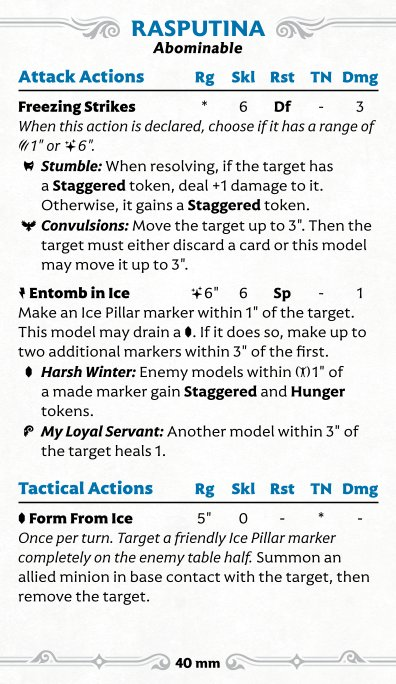 RASPUTINA
Abominable
Attack Actions Rg Skl Rst TN Dmg
Freezing Strikes * 6 Df - 3
When this action is declared, choose if it has a range of
1" or 6".
Stumble: When resolving, if the target has
a Staggered token, deal +1 damage to it.
Otherwise, it gains a Staggered token.
Convulsions: Move the target up to 3". Then the
target must either discard a card or this model
may move it up to 3".
Entomb in Ice 6" 6 Sp - 1
Make an Ice Pillar marker within 1" of the target.
This model may drain a . If it does so, make up to
two additional markers within 3" of the first.
Harsh Winter: Enemy models within 1" of
a made marker gain Staggered and Hunger
tokens.
My Loyal Servant: Another model within 3" of
the target heals 1.
Tactical Actions Rg Skl Rst TN Dmg
Form From Ice 5" 0 - * -
Once per turn. Target a friendly Ice Pillar marker
completely on the enemy table half. Summon an
allied minion in base contact with the target, then
remove the target.
40 mm